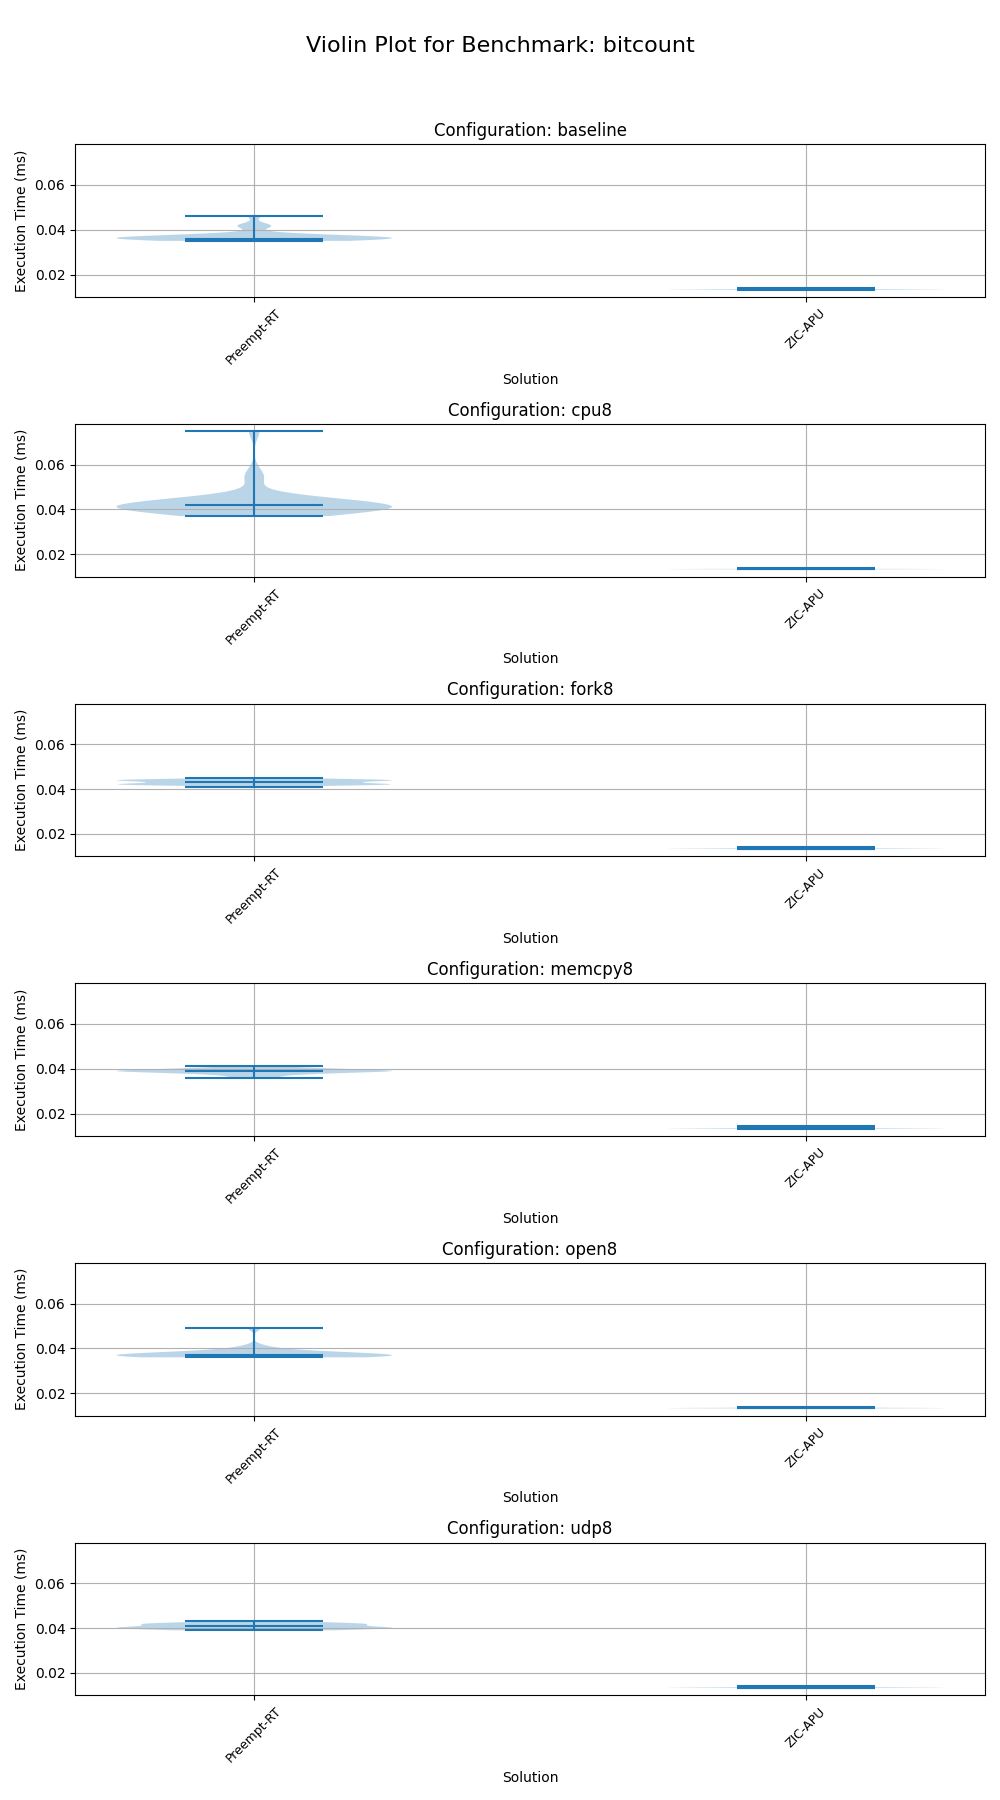 Violin Plot for Benchmark: bitcount
Configuration: baseline
Execution Time (ms)
0.06
0.04
0.02
Preempt-RT
ZIC-APU
Solution
Configuration: cpu8
Execution Time (ms)
0.06
0.04
0.02
Preempt-RT
ZIC-APU
Solution
Configuration: fork8
Execution Time (ms)
0.06
0.04
0.02
Preempt-RT
ZIC-APU
Solution
Configuration: memcpy8
Execution Time (ms)
0.06
0.04
0.02
Preempt-RT
ZIC-APU
Solution
Configuration: open8
Execution Time (ms)
0.06
0.04
0.02
Preempt-RT
ZIC-APU
Solution
Configuration: udp8
Execution Time (ms)
0.06
0.04
0.02
Preempt-RT
ZIC-APU
Solution